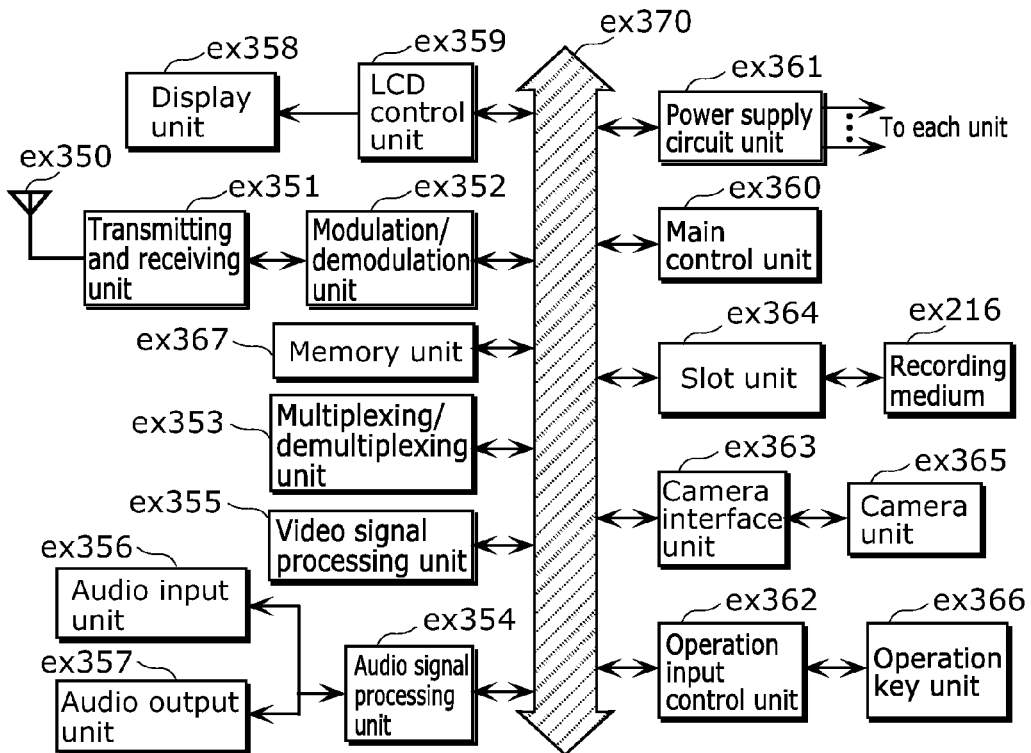 ex370
ex358
Display
unit
ex359
LCD
control
unit
ex361
Power supply
circuit unit
To each unit
ex350
ex351
Transmitting
and receiving
unit
ex352
Modulation/
demodulation
unit
ex360
Main
control unit
ex367
Memory unit
ex364
Slot unit
ex216
Recording
medium
ex353
Multiplexing/
demultiplexing
unit
ex363
Camera
interface
unit
ex365
Camera
unit
ex355
Video signal
processing unit
ex356
Audio input
unit
ex357
Audio output
unit
ex354
Audio signal
processing
unit
ex362
Operation
input
control unit
ex366
Operation
key unit